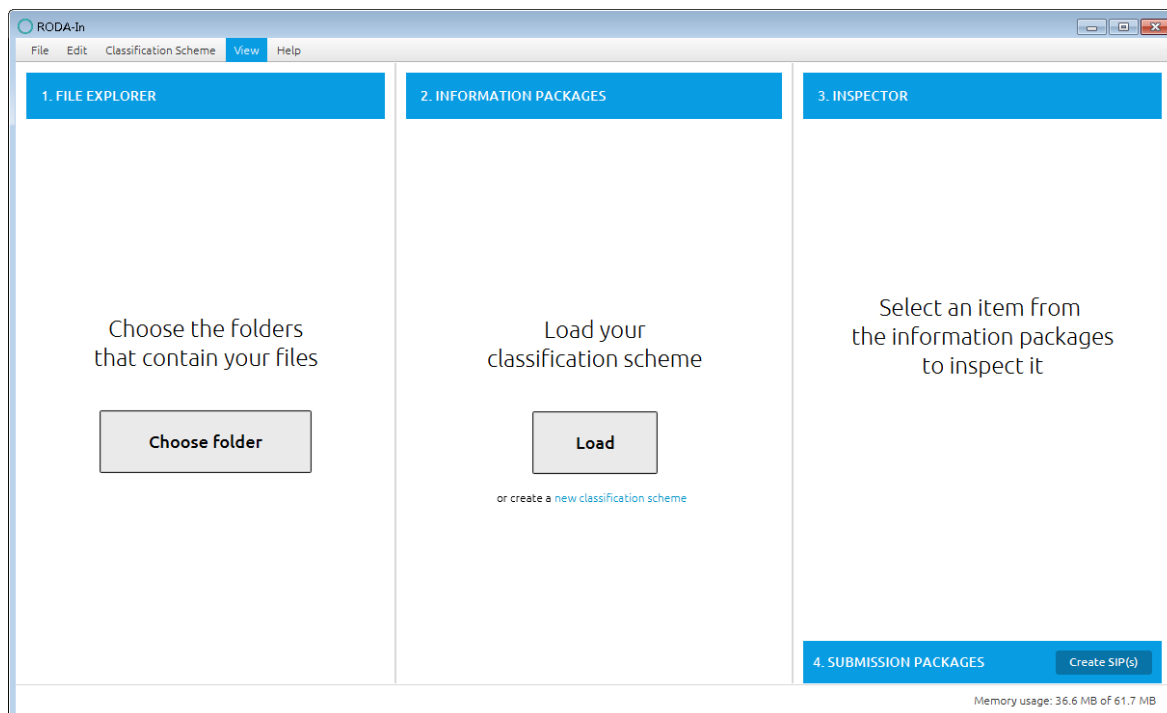 RODA-In
File Edit Classification Scheme View Help
1. FILE EXPLORER
Choose the folders
that contain your files
Choose folder
2. INFORMATION PACKAGES
Load your
classification scheme
Load
or create a new classification scheme
3. INSPECTOR
Select an item from
the information packages
to inspect it
4. SUBMISSION PACKAGES
Create SIP(s)
Memory usage: 36.6 MB of 61.7 MB